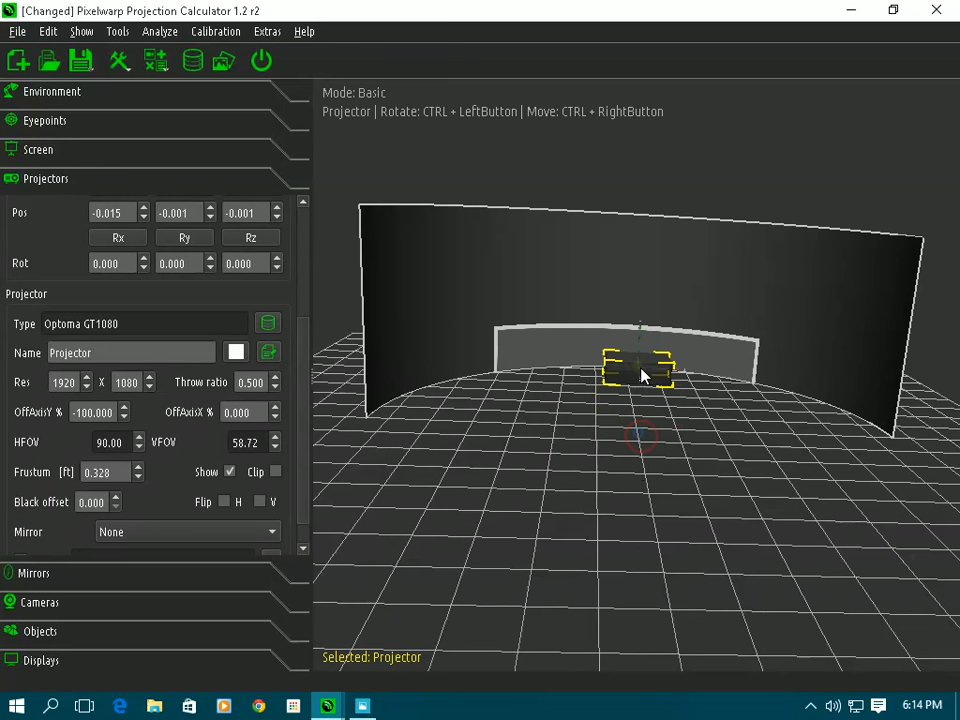 [Changed] Pixelwarp Projection Calculator 1.2 r2
File Edit Show Tools Analyze Calibration Extras Help
Environment
Eyepoints
Screen
Projectors
Pos -0.015 -0.001 -0.001
Rx Ry Rz
Rot 0.000 0.000 0.000
Projector
Type Optoma GT1080
Name Projector
Res 1920 X 1080 Throw ratio 0.500
OffAxisY % -100.000 OffAxisX % 0.000
HFOV 90.00 VFOV 58.72
Frustum [ft] 0.328 Show Clip
Black offset 0.000 Flip H V
Mirror None
Mirrors
Cameras
Objects
Displays
Mode: Basic
Projector | Rotate: CTRL + LeftButton | Move: CTRL + RightButton
Selected: Projector
6:14 PM